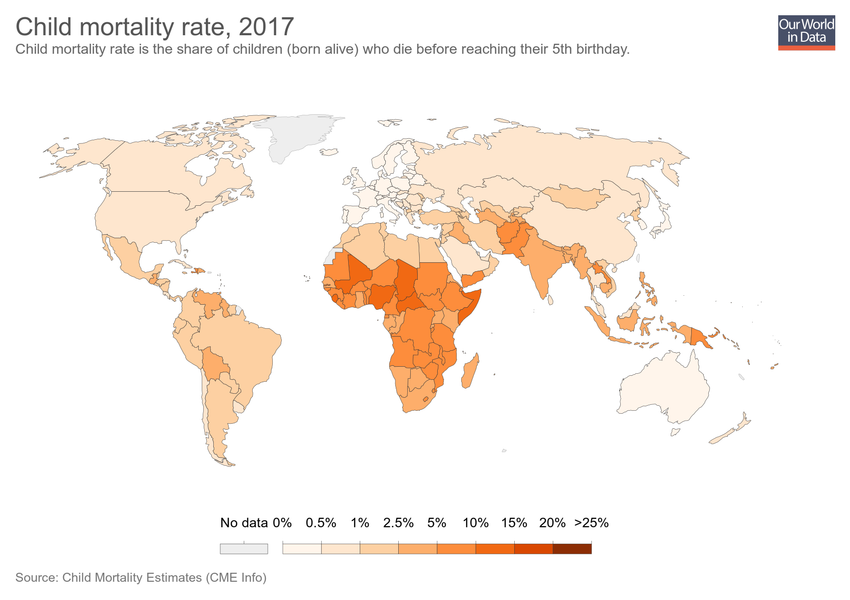 Child mortality rate, 2017
Child mortality rate is the share of children (born alive) who die before reaching their 5th birthday.
Our World
in Data
No data 0% 0.5% 1% 2.5% 5% 10% 15% 20% >25%
Source: Child Mortality Estimates (CME Info)